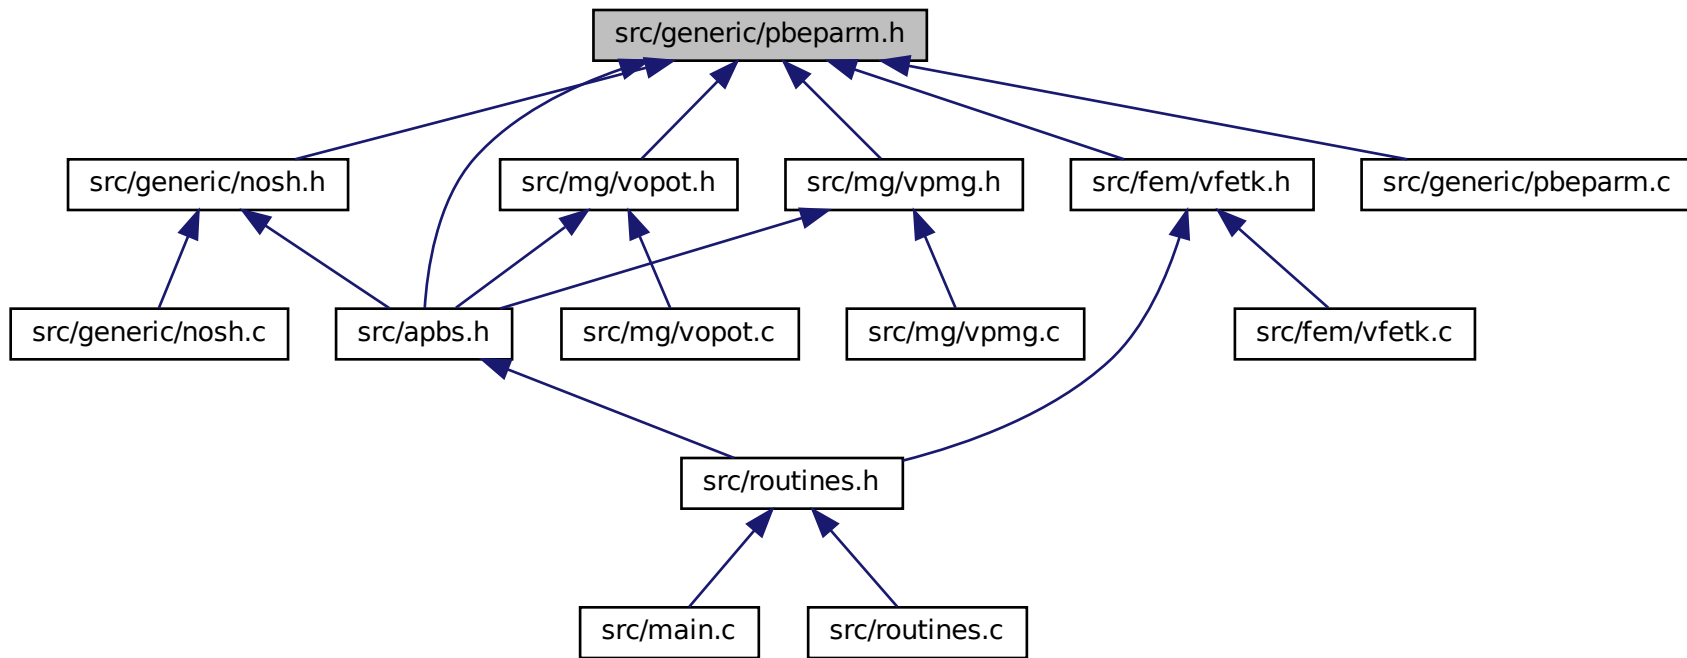 src/generic/pbeparm.h
src/generic/nosh.h
src/mg/vopot.h
src/mg/vpmg.h
src/fem/vfetk.h
src/generic/pbeparm.c
src/generic/nosh.c
src/apbs.h
src/mg/vopot.c
src/mg/vpmg.c
src/fem/vfetk.c
src/routines.h
src/main.c
src/routines.c